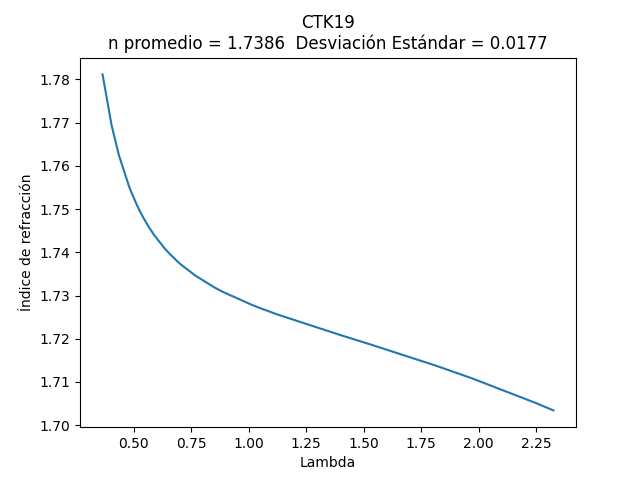 CTK19
n promedio = 1.7386  Desviación Estándar = 0.0177
1.78
1.77
1.76
1.75
1.74
1.73
1.72
1.71
1.70
Índice de refracción
0.50 0.75 1.00 1.25 1.50 1.75 2.00 2.25
Lambda